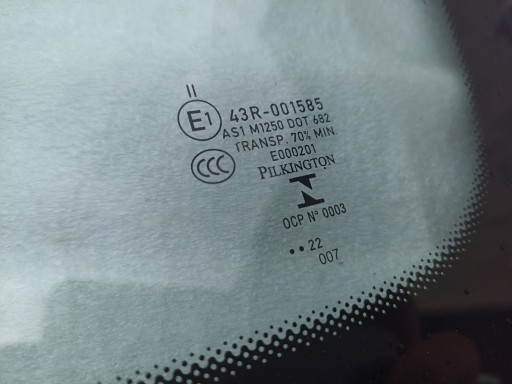 II
E1 43R-001585
AS1 M1250 DOT 682
TRANSP. 70% MIN.
E000201
CCC
PILKINGTON
OCP N° 0003
••22
007